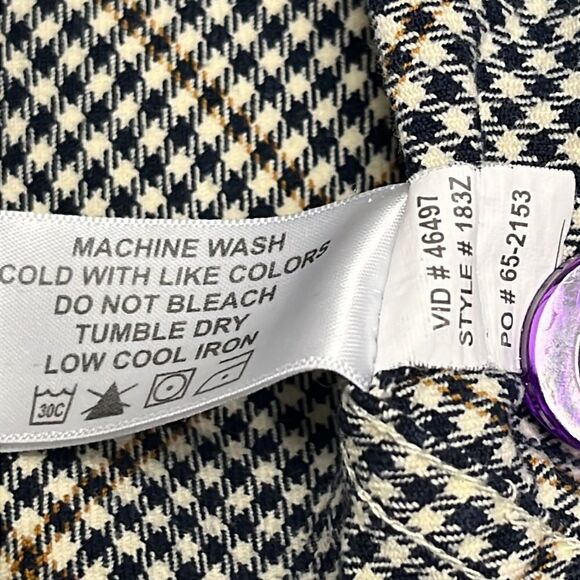 MACHINE WASH
COLD WITH LIKE COLORS
DO NOT BLEACH
TUMBLE DRY
LOW COOL IRON
30C
VID # 46497
STYLE # 183Z
PO # 65-2153